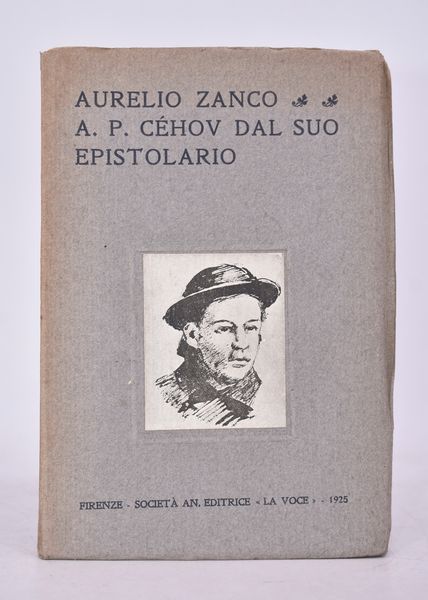 AURELIO ZANCO
A. P. CÉHOV DAL SUO
EPISTOLARIO
FIRENZE - SOCIETÀ AN. EDITRICE « LA VOCE » - 1925